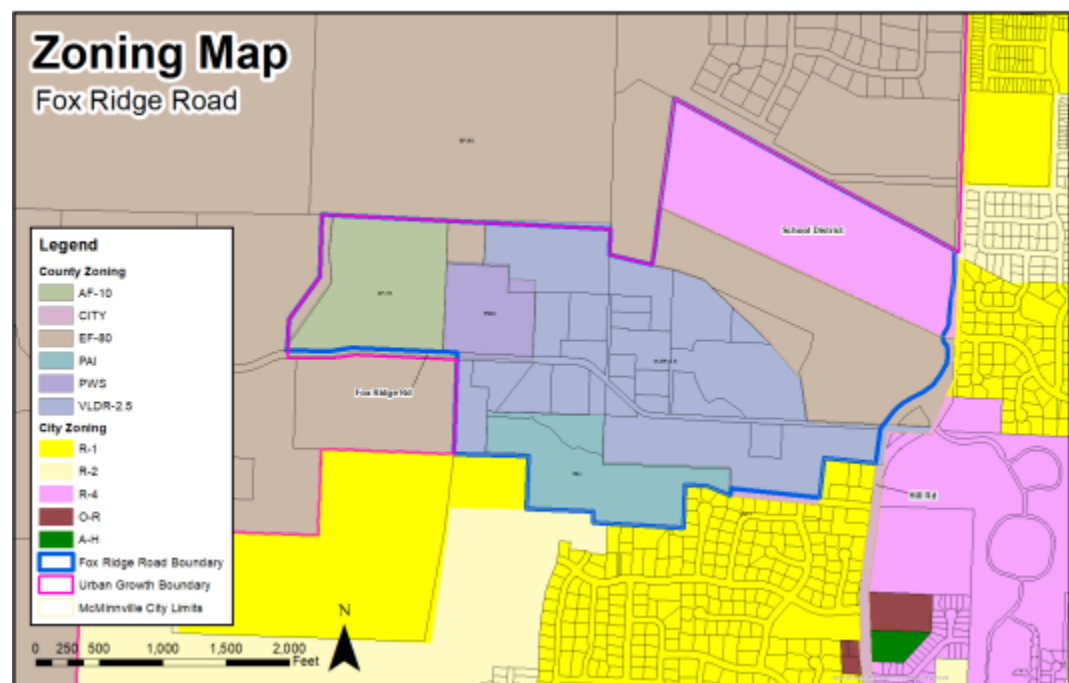 Zoning Map
Fox Ridge Road
School District
Legend
County Zoning
AF-10
CITY
EF-80
PAI
PWS
VLDR-2.5
City Zoning
R-1
R-2
R-4
O-R
A-H
Fox Ridge Road Boundary
Urban Growth Boundary
McMinnville City Limits
Fox Ridge Rd
Hill Rd
N
0 250 500 1,000 1,500 2,000
Feet